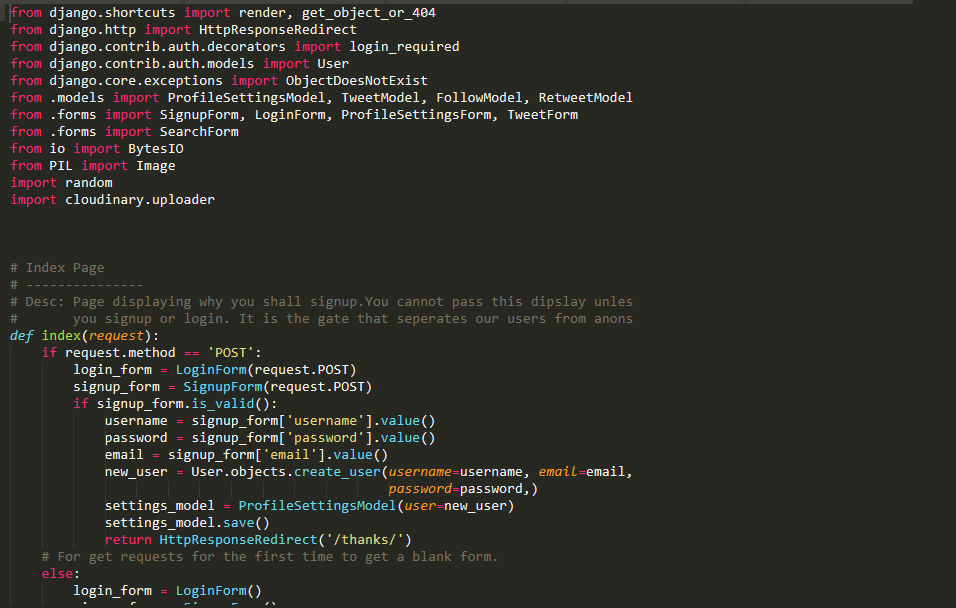 from django.shortcuts import render, get_object_or_404
from django.http import HttpResponseRedirect
from django.contrib.auth.decorators import login_required
from django.contrib.auth.models import User
from django.core.exceptions import ObjectDoesNotExist
from .models import ProfileSettingsModel, TweetModel, FollowModel, RetweetModel
from .forms import SignupForm, LoginForm, ProfileSettingsForm, TweetForm
from .forms import SearchForm
from io import BytesIO
from PIL import Image
import random
import cloudinary.uploader
# Index Page
# ---------------
# Desc: Page displaying why you shall signup.You cannot pass this dipslay unles
#       you signup or login. It is the gate that seperates our users from anons
def index(request):
    if request.method == 'POST':
        login_form = LoginForm(request.POST)
        signup_form = SignupForm(request.POST)
        if signup_form.is_valid():
            username = signup_form['username'].value()
            password = signup_form['password'].value()
            email = signup_form['email'].value()
            new_user = User.objects.create_user(username=username, email=email,
                                                password=password,)
            settings_model = ProfileSettingsModel(user=new_user)
            settings_model.save()
            return HttpResponseRedirect('/thanks/')
    # For get requests for the first time to get a blank form.
    else:
        login_form = LoginForm()